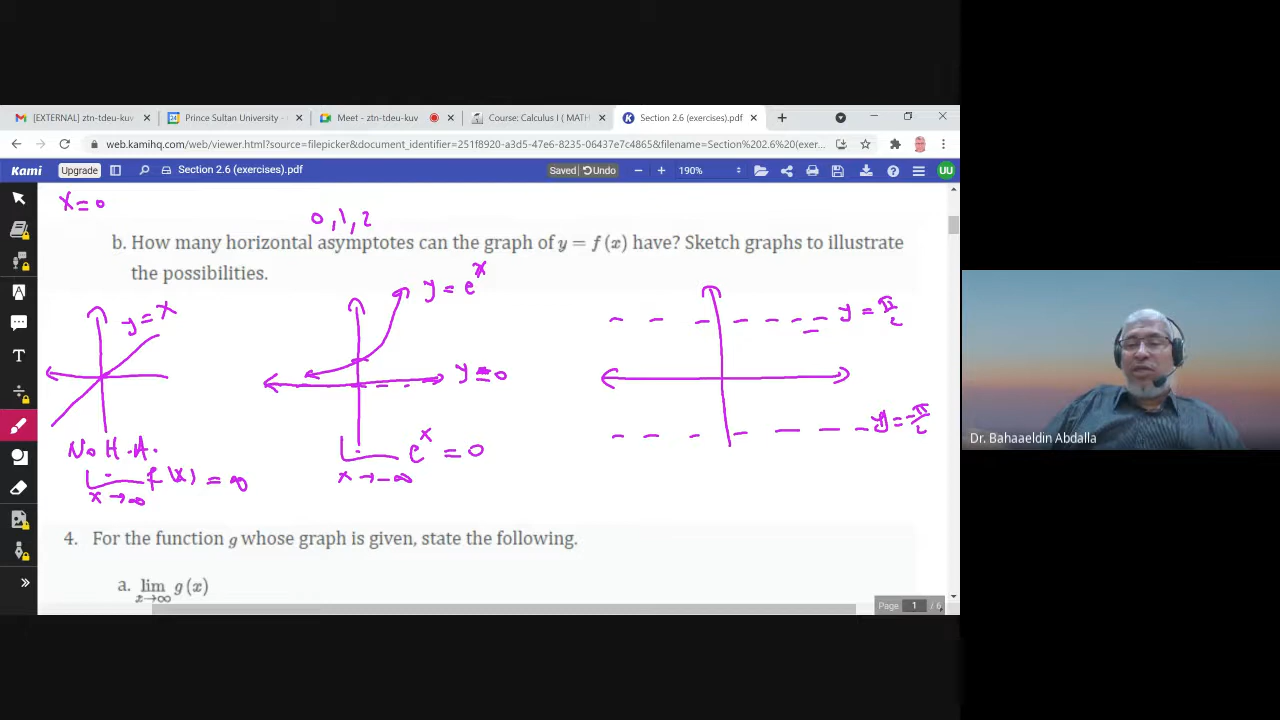 [EXTERNAL] ztn-tdeu-kuv
Prince Sultan University -
Meet - ztn-tdeu-kuv
Course: Calculus I ( MATH
Section 2.6 (exercises).pdf
web.kamihq.com/web/viewer.html?source=filepicker&document_identifier=251f8920-a3d5-47e6-8235-06437e7c4865&filename=Section%202.6%20(exer...
Kami
Upgrade
Section 2.6 (exercises).pdf
Saved
Undo
190%
UU
x = 0
0, 1, 2
b. How many horizontal asymptotes can the graph of y = f (x) have? Sketch graphs to illustrate
the possibilities.
y = x
y = e^x
y = π/2
y = 0
y = -π/2
No H.A.
lim x→∞ f(x) = ∞
lim x→-∞ e^x = 0
4. For the function g whose graph is given, state the following.
a. lim x→∞ g (x)
Page 1 / 6
Dr. Bahaaeldin Abdalla